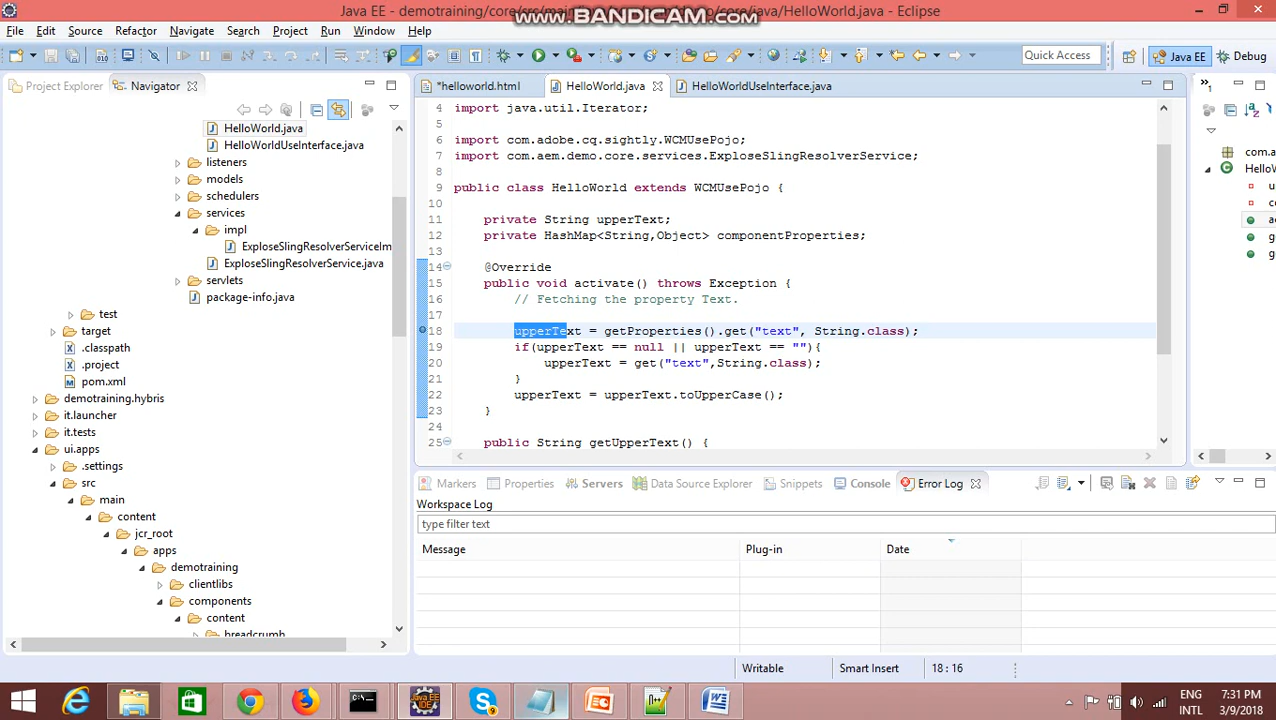 Java EE - demotraining/core/src/main/java/com/aem/demo/core/java/HelloWorld.java - Eclipse
www.BANDICAM.com
File Edit Source Refactor Navigate Search Project Run Window Help
Quick Access
Java EE
Debug
Project Explorer
Navigator
*helloworld.html
HelloWorld.java
HelloWorldUseInterface.java
HelloWorld.java
HelloWorldUseInterface.java
listeners
models
schedulers
services
impl
ExploseSlingResolverServiceIm
ExploseSlingResolverService.java
servlets
package-info.java
test
target
.classpath
.project
pom.xml
demotraining.hybris
it.launcher
it.tests
ui.apps
.settings
src
main
content
jcr_root
apps
demotraining
clientlibs
components
content
breadcrumb
4 import java.util.Iterator;
5
6 import com.adobe.cq.sightly.WCMUsePojo;
7 import com.aem.demo.core.services.ExploseSlingResolverService;
8
9 public class HelloWorld extends WCMUsePojo {
10
11 private String upperText;
12 private HashMap<String,Object> componentProperties;
13
14 @Override
15 public void activate() throws Exception {
16 // Fetching the property Text.
17
18 upperText = getProperties().get("text", String.class);
19 if(upperText == null || upperText == ""){
20 upperText = get("text",String.class);
21 }
22 upperText = upperText.toUpperCase();
23 }
24
25 public String getUpperText() {
com.a
HelloW
u
co
a
g
g
Markers
Properties
Servers
Data Source Explorer
Snippets
Console
Error Log
Workspace Log
type filter text
Message
Plug-in
Date
Writable
Smart Insert
18 : 16
ENG
INTL
7:31 PM
3/9/2018